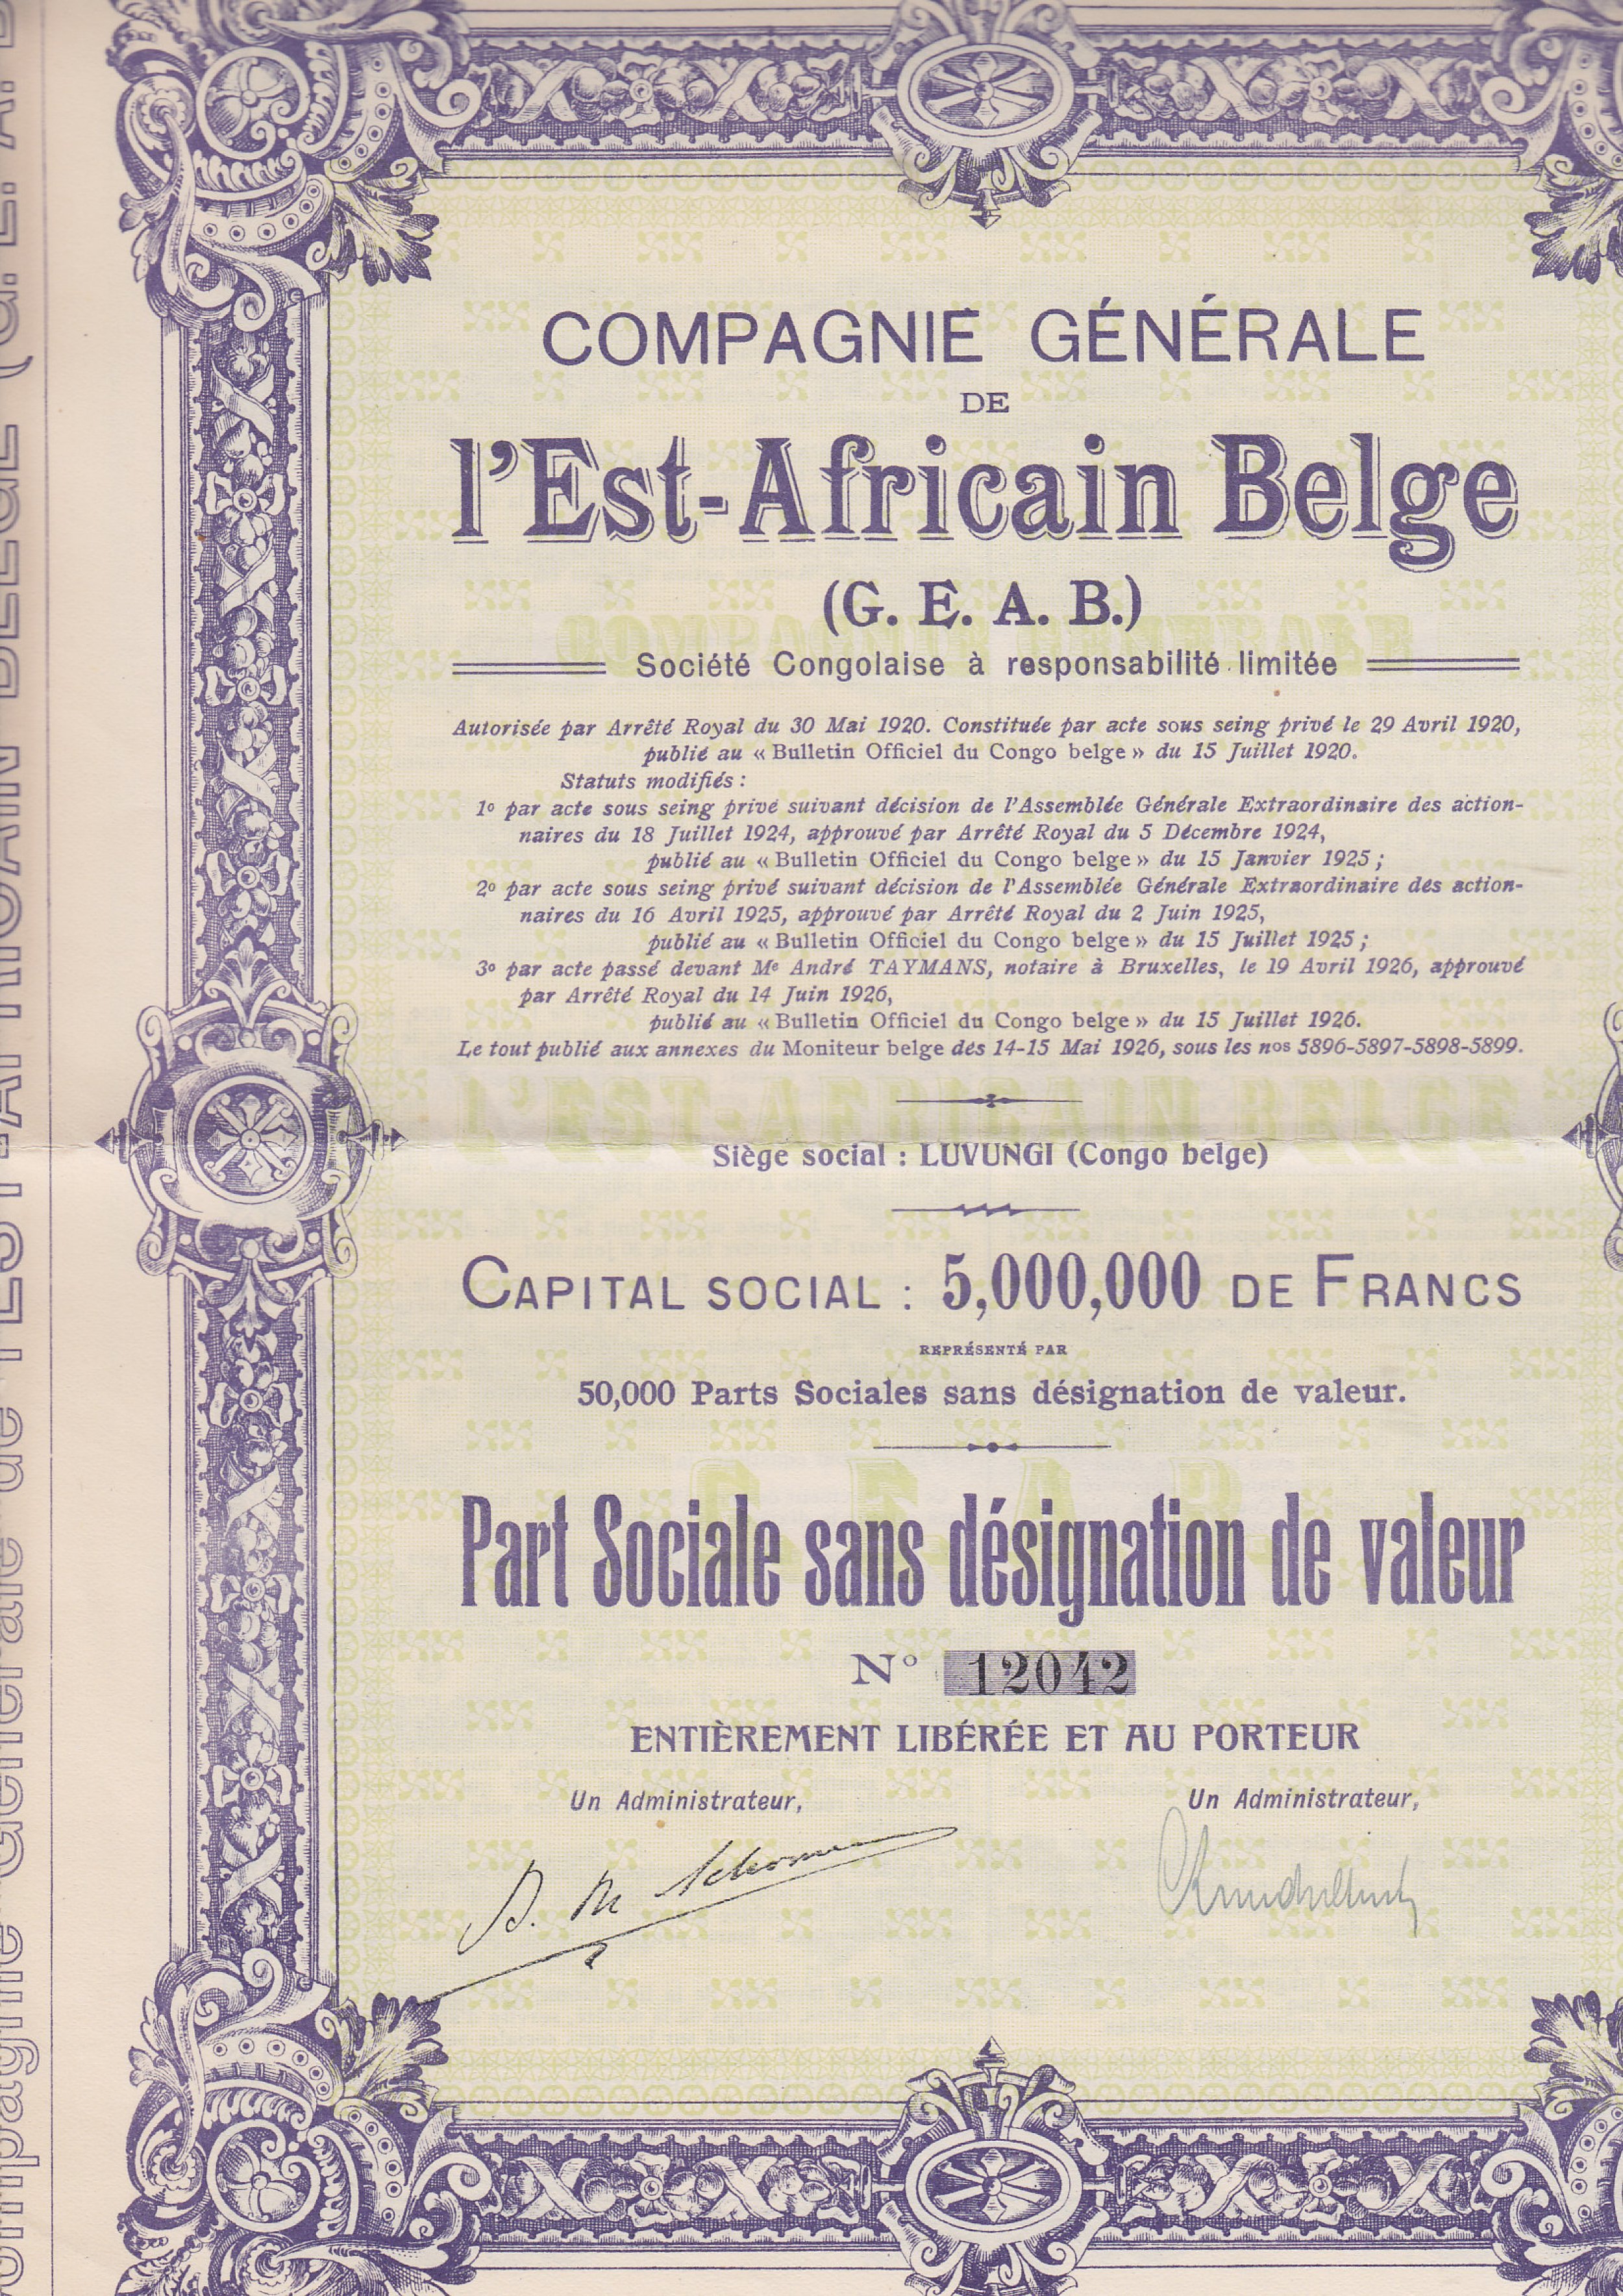 COMPAGNIE GÉNÉRALE
DE
l'Est-Africain Belge
(G. E. A. B.)
Société Congolaise à responsabilité limitée
Autorisée par Arrêté Royal du 30 Mai 1920. Constituée par acte sous seing privé le 29 Avril 1920,
publié au « Bulletin Officiel du Congo belge » du 15 Juillet 1920.
Statuts modifiés :
1º par acte sous seing privé suivant décision de l'Assemblée Générale Extraordinaire des action-
naires du 18 Juillet 1924, approuvé par Arrêté Royal du 5 Décembre 1924,
publié au « Bulletin Officiel du Congo belge » du 15 Janvier 1925 ;
2º par acte sous seing privé suivant décision de l'Assemblée Générale Extraordinaire des action-
naires du 16 Avril 1925, approuvé par Arrêté Royal du 2 Juin 1925,
publié au « Bulletin Officiel du Congo belge » du 15 Juillet 1925 ;
3º par acte passé devant Me André TAYMANS, notaire à Bruxelles, le 19 Avril 1926, approuvé
par Arrêté Royal du 14 Juin 1926,
publié au « Bulletin Officiel du Congo belge » du 15 Juillet 1926.
Le tout publié aux annexes du Moniteur belge des 14-15 Mai 1926, sous les nos 5896-5897-5898-5899.
Siège social : LUVUNGI (Congo belge)
CAPITAL SOCIAL : 5,000,000 DE FRANCS
REPRÉSENTÉ PAR
50,000 Parts Sociales sans désignation de valeur.
Part Sociale sans désignation de valeur
Nº 12042
ENTIÈREMENT LIBÉRÉE ET AU PORTEUR
Un Administrateur,
Un Administrateur,